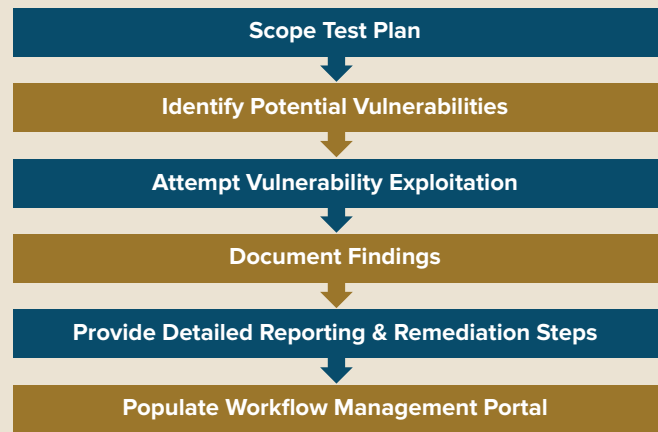 Scope Test Plan
Identify Potential Vulnerabilities
Attempt Vulnerability Exploitation
Document Findings
Provide Detailed Reporting & Remediation Steps
Populate Workflow Management Portal